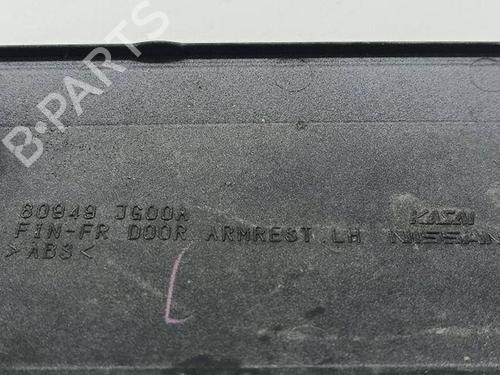 B-PARTS
80949 JG00A KASAI
FIN-FR DOOR ARMREST LH NISSAN
>ABS<